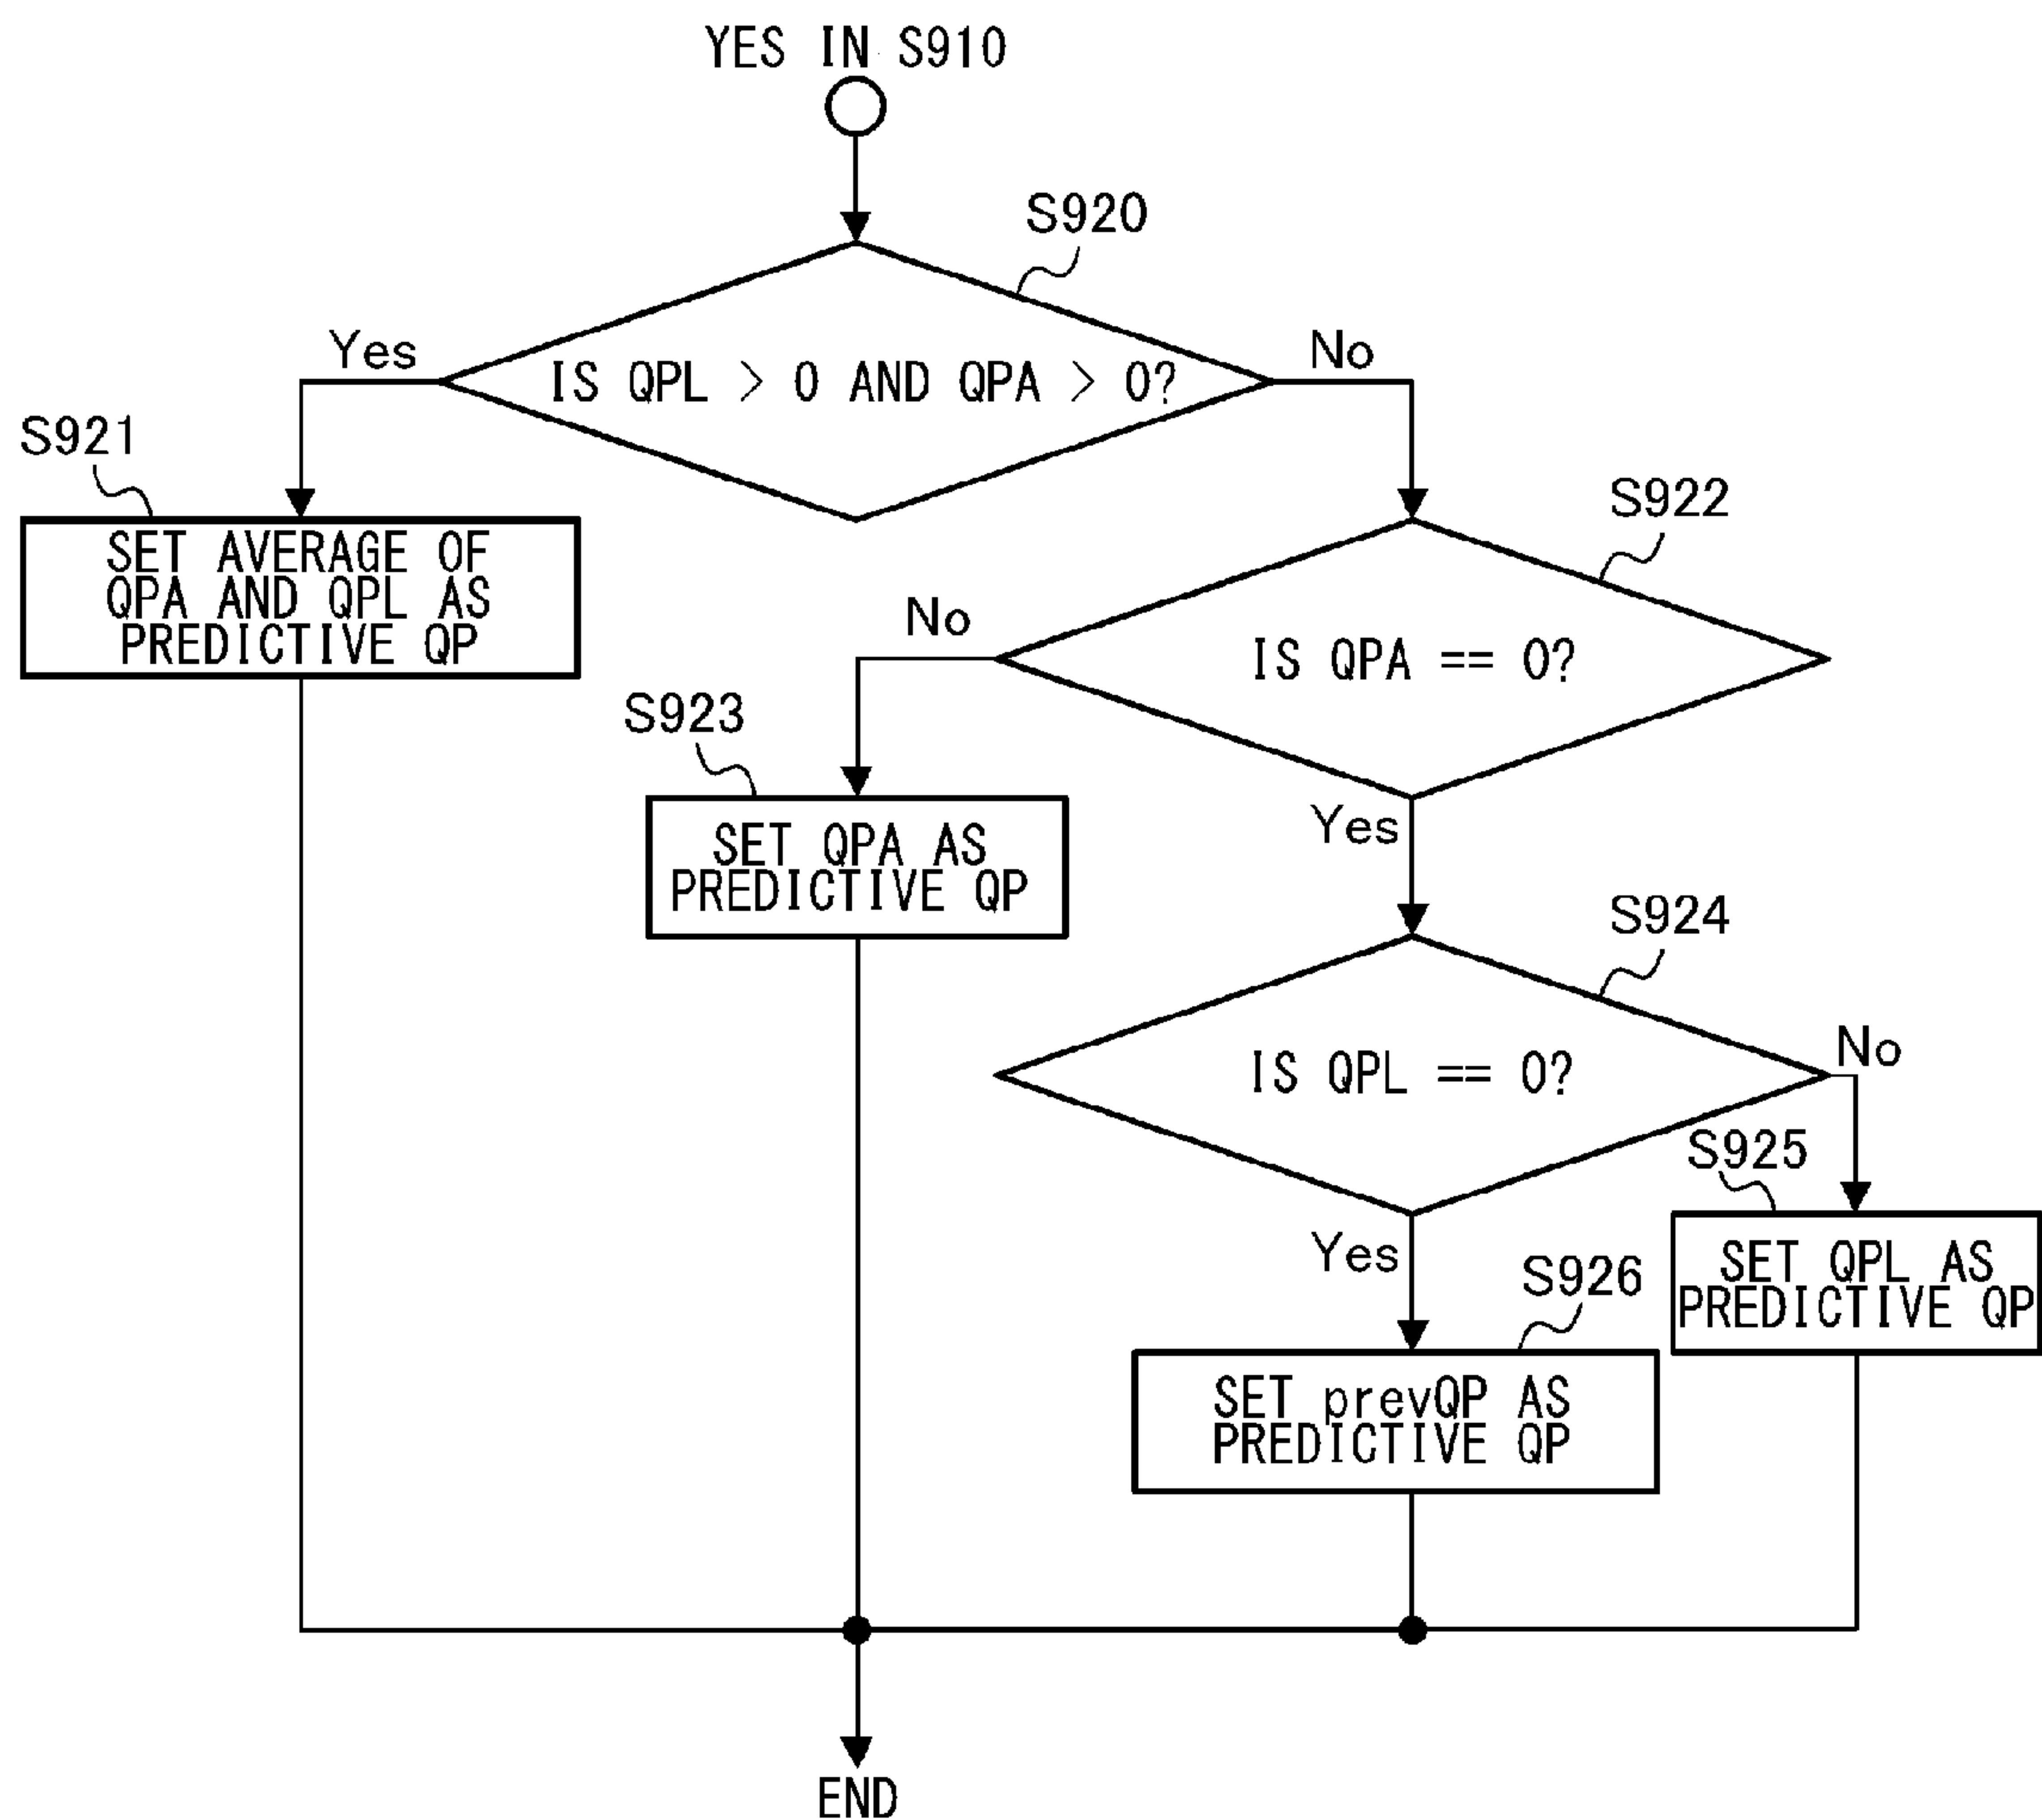 YES IN S910
S920
Yes
IS QPL > 0 AND QPA > 0?
No
S921
SET AVERAGE OF
QPA AND QPL AS
PREDICTIVE QP
S922
No
IS QPA == 0?
S923
Yes
SET QPA AS
PREDICTIVE QP
S924
IS QPL == 0?
No
S925
Yes
SET QPL AS
PREDICTIVE QP
S926
SET prevQP AS
PREDICTIVE QP
END